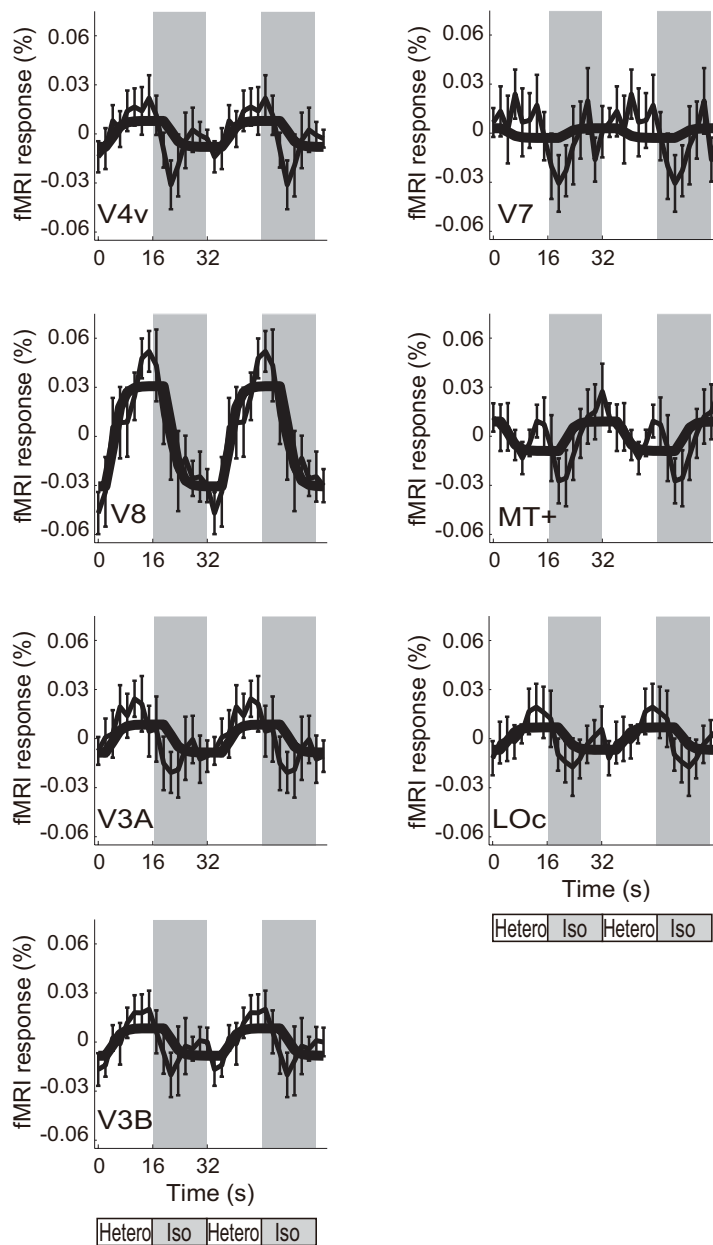 fMRI response (%)
0.06
0.03
0
-0.03
-0.06
V4v
0 16 32
fMRI response (%)
0.06
0.03
0
-0.03
-0.06
V7
0 16 32
fMRI response (%)
0.06
0.03
0
-0.03
-0.06
V8
0 16 32
fMRI response (%)
0.06
0.03
0
-0.03
-0.06
MT+
0 16 32
fMRI response (%)
0.06
0.03
0
-0.03
-0.06
V3A
0 16 32
fMRI response (%)
0.06
0.03
0
-0.03
-0.06
LOc
0 16 32
Time (s)
Hetero Iso Hetero Iso
fMRI response (%)
0.06
0.03
0
-0.03
-0.06
V3B
0 16 32
Time (s)
Hetero Iso Hetero Iso